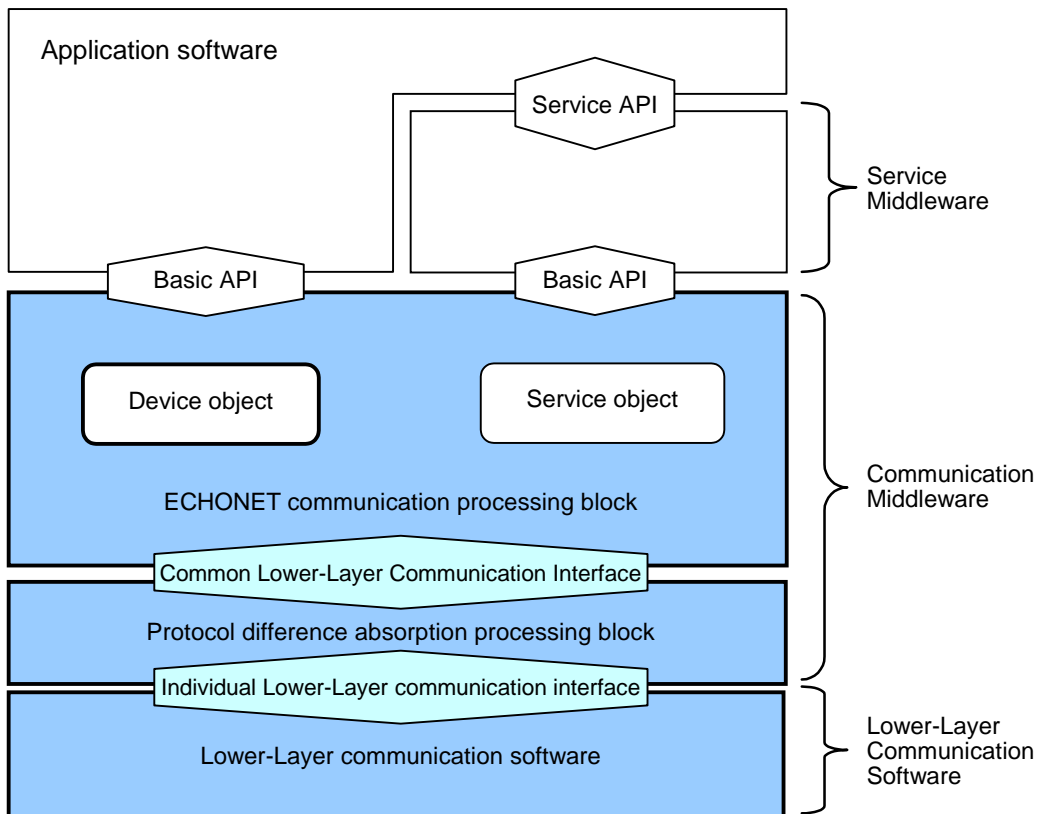 Application software
Service API
Service
Middleware
Basic API
Basic API
Device object
Service object
ECHONET communication processing block
Communication
Middleware
Common Lower-Layer Communication Interface
Protocol difference absorption processing block
Individual Lower-Layer communication interface
Lower-Layer communication software
Lower-Layer
Communication
Software